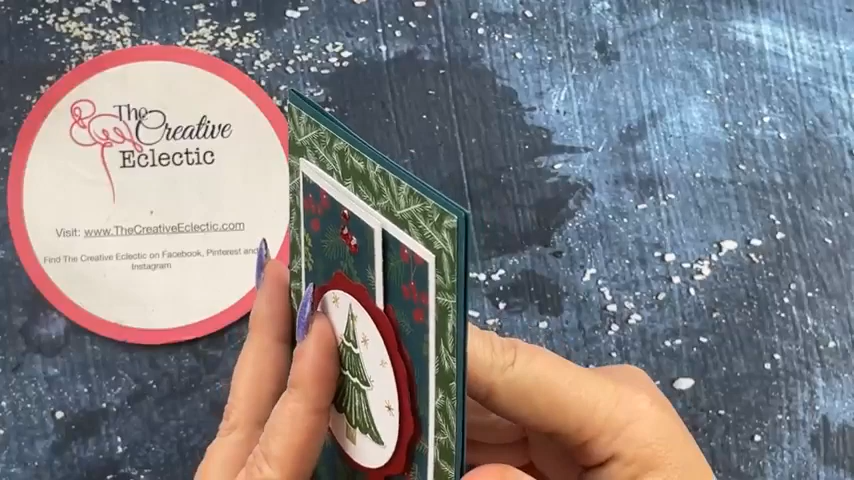 The
Creative
Eclectic
Visit: www.TheCreativeEclectic.com
Find The Creative Eclectic on Facebook, Pinterest and
Instagram